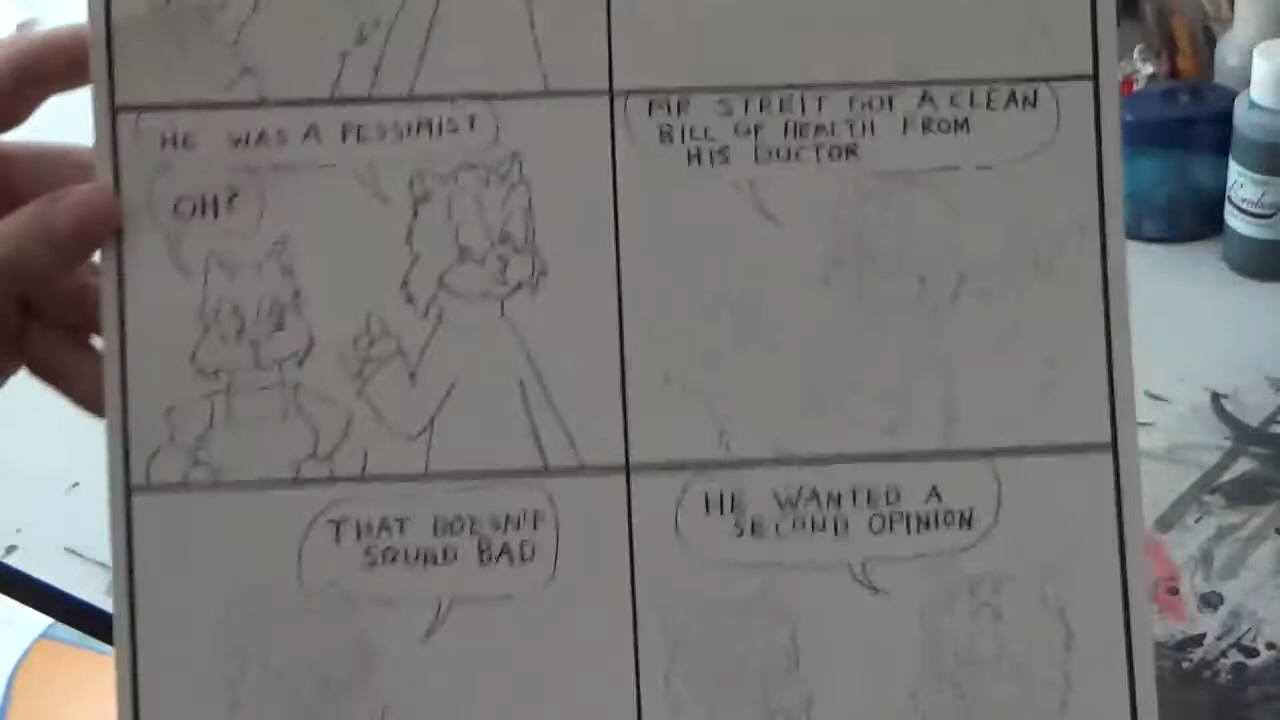 HE WAS A PESSIMIST
OH?
MR STREIT GOT A CLEAN
BILL OF HEALTH FROM
HIS DOCTOR
THAT DOESN'T
SOUND BAD
HE WANTED A
SECOND OPINION